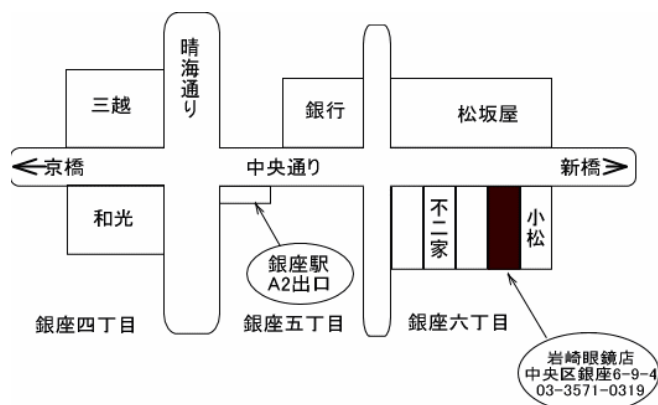 晴海通り
三越
銀行
松坂屋
京橋
中央通り
新橋
和光
不二家
小松
銀座駅
A2出口
銀座四丁目
銀座五丁目
銀座六丁目
岩崎眼鏡店
中央区銀座6-9-4
03-3571-0319